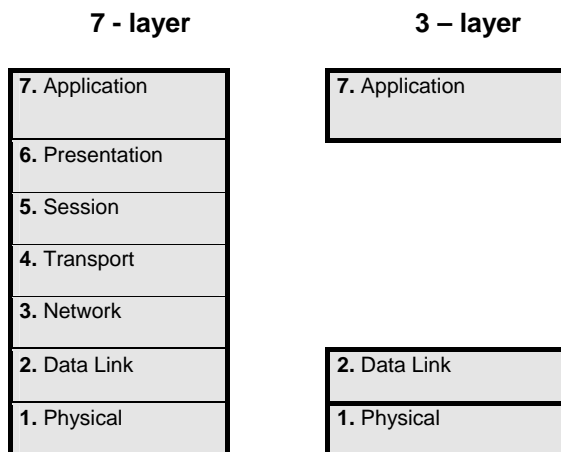 7 - layer
3 – layer
7. Application
6. Presentation
5. Session
4. Transport
3. Network
2. Data Link
1. Physical
7. Application
2. Data Link
1. Physical